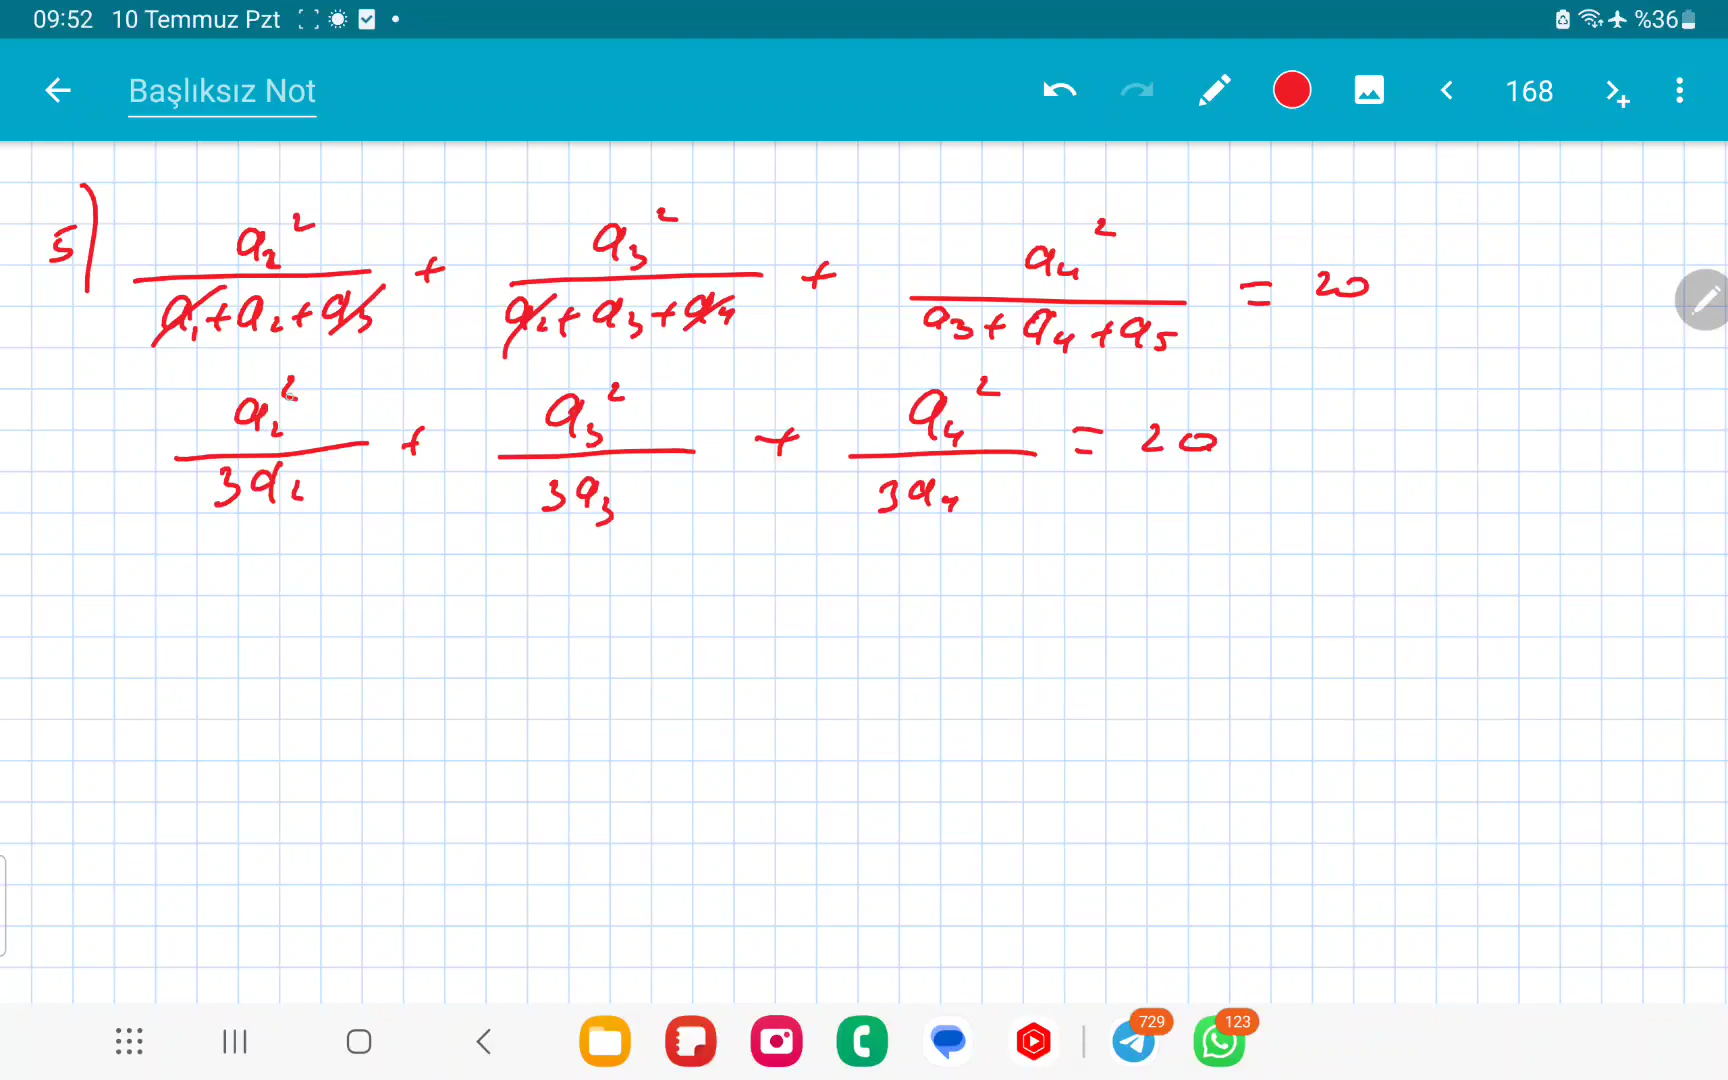 09:52 10 Temmuz Pzt %36
Başlıksız Not 168
5) a₂²/(a₁+a₂+a₃) + a₃²/(a₂+a₃+a₄) + a₄²/(a₃+a₄+a₅) = 20
a₂²/3a₂ + a₃²/3a₃ + a₄²/3a₄ = 20
729 123